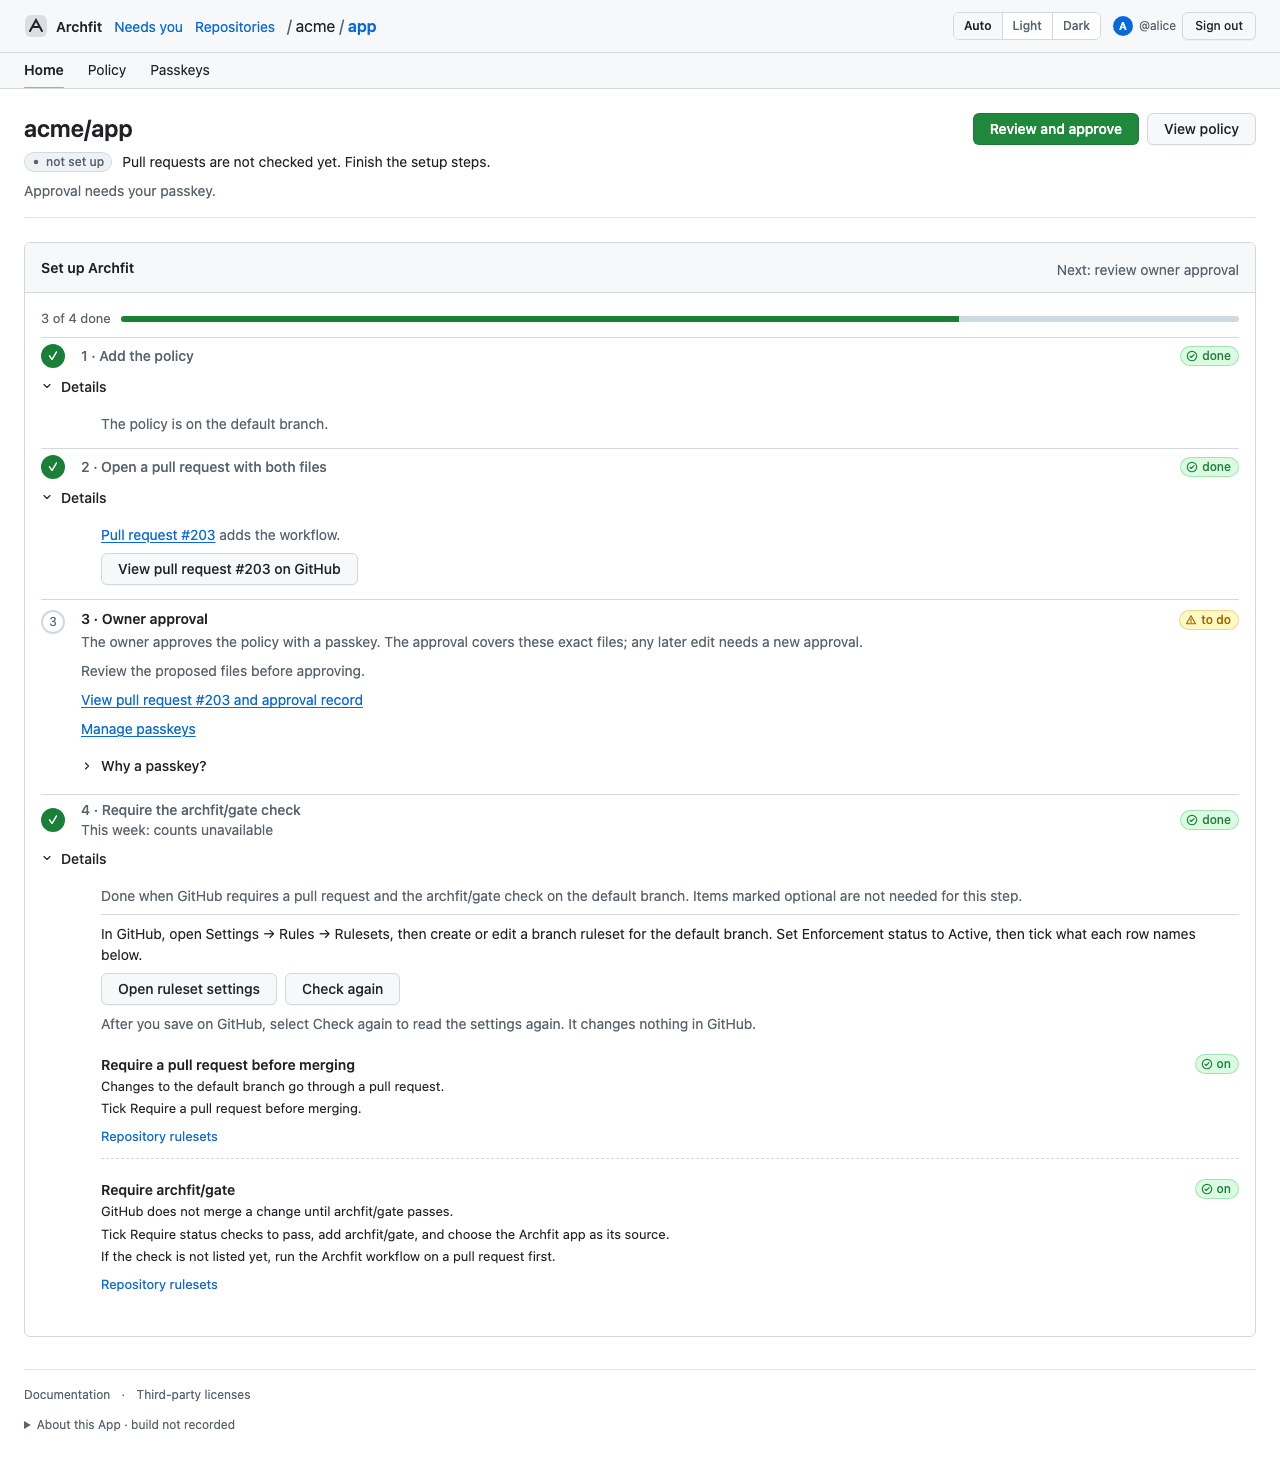 Archfit Needs you Repositories / acme / app
Auto Light Dark A @alice Sign out
Home Policy Passkeys
acme/app
Review and approve View policy
not set up Pull requests are not checked yet. Finish the setup steps.
Approval needs your passkey.
Set up Archfit
Next: review owner approval
3 of 4 done
1 · Add the policy
done
Details
The policy is on the default branch.
2 · Open a pull request with both files
done
Details
Pull request #203 adds the workflow.
View pull request #203 on GitHub
3
3 · Owner approval
to do
The owner approves the policy with a passkey. The approval covers these exact files; any later edit needs a new approval.
Review the proposed files before approving.
View pull request #203 and approval record
Manage passkeys
Why a passkey?
4 · Require the archfit/gate check
This week: counts unavailable
done
Details
Done when GitHub requires a pull request and the archfit/gate check on the default branch. Items marked optional are not needed for this step.
In GitHub, open Settings → Rules → Rulesets, then create or edit a branch ruleset for the default branch. Set Enforcement status to Active, then tick what each row names
below.
Open ruleset settings Check again
After you save on GitHub, select Check again to read the settings again. It changes nothing in GitHub.
Require a pull request before merging
on
Changes to the default branch go through a pull request.
Tick Require a pull request before merging.
Repository rulesets
Require archfit/gate
on
GitHub does not merge a change until archfit/gate passes.
Tick Require status checks to pass, add archfit/gate, and choose the Archfit app as its source.
If the check is not listed yet, run the Archfit workflow on a pull request first.
Repository rulesets
Documentation · Third-party licenses
About this App · build not recorded